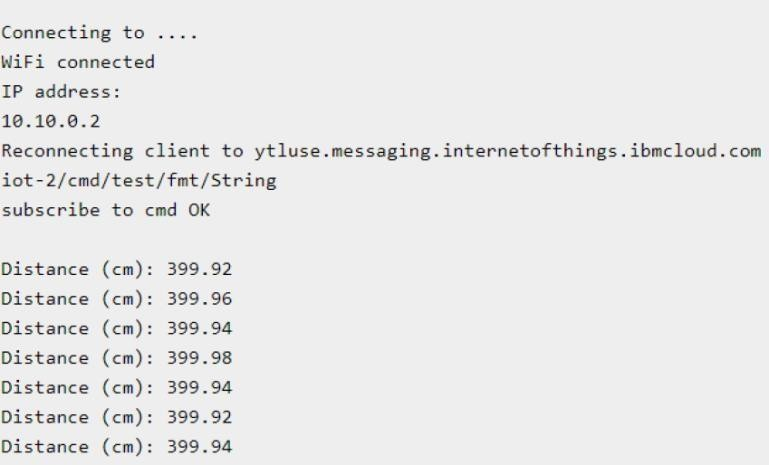 Connecting to ....
WiFi connected
IP address:
10.10.0.2
Reconnecting client to ytluse.messaging.internetofthings.ibmcloud.com
iot-2/cmd/test/fmt/String
subscribe to cmd OK
Distance (cm): 399.92
Distance (cm): 399.96
Distance (cm): 399.94
Distance (cm): 399.98
Distance (cm): 399.94
Distance (cm): 399.92
Distance (cm): 399.94